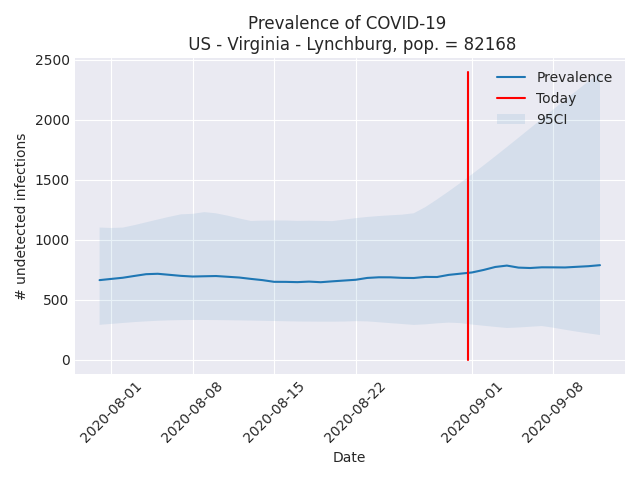 Prevalence of COVID-19
US - Virginia - Lynchburg, pop. = 82168
2500
2000
1500
1000
500
0
# undetected infections
Prevalence
Today
95CI
2020-08-01
2020-08-08
2020-08-15
2020-08-22
2020-09-01
2020-09-08
Date